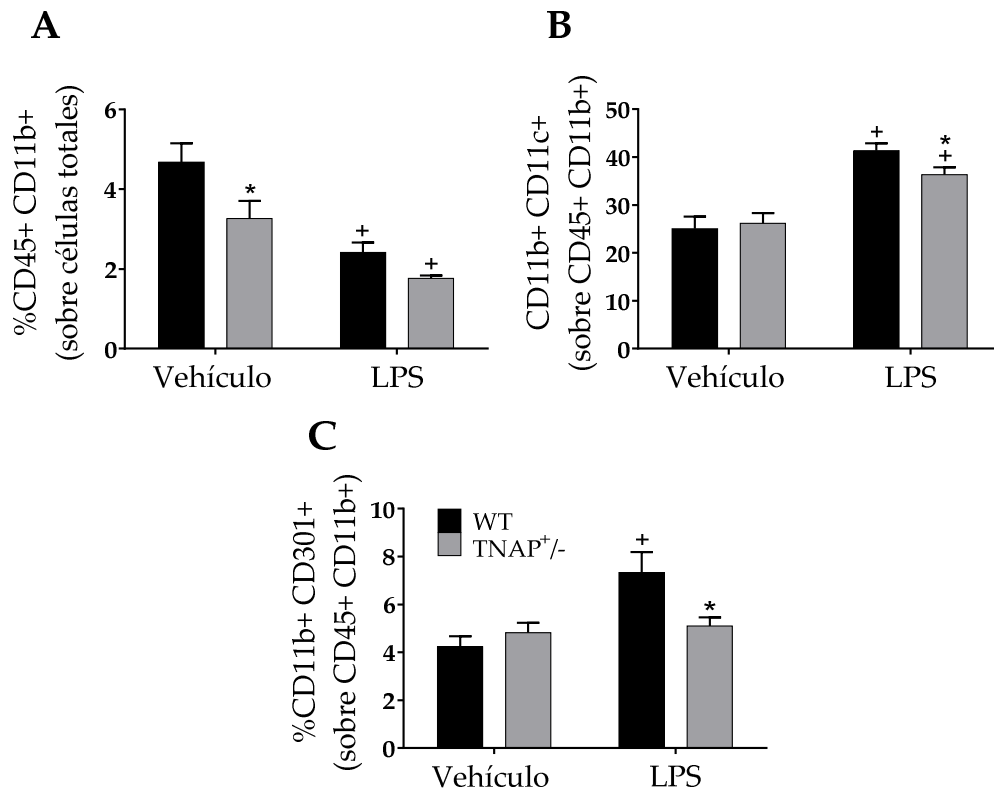 A
%CD45+ CD11b+
(sobre células totales)
6
4
2
0
*
+
+
Vehículo
LPS
B
CD11b+ CD11c+
(sobre CD45+ CD11b+)
50
40
30
20
10
0
+
*
+
Vehículo
LPS
C
%CD11b+ CD301+
(sobre CD45+ CD11b+)
10
8
6
4
2
0
WT
TNAP+/-
+
*
Vehículo
LPS